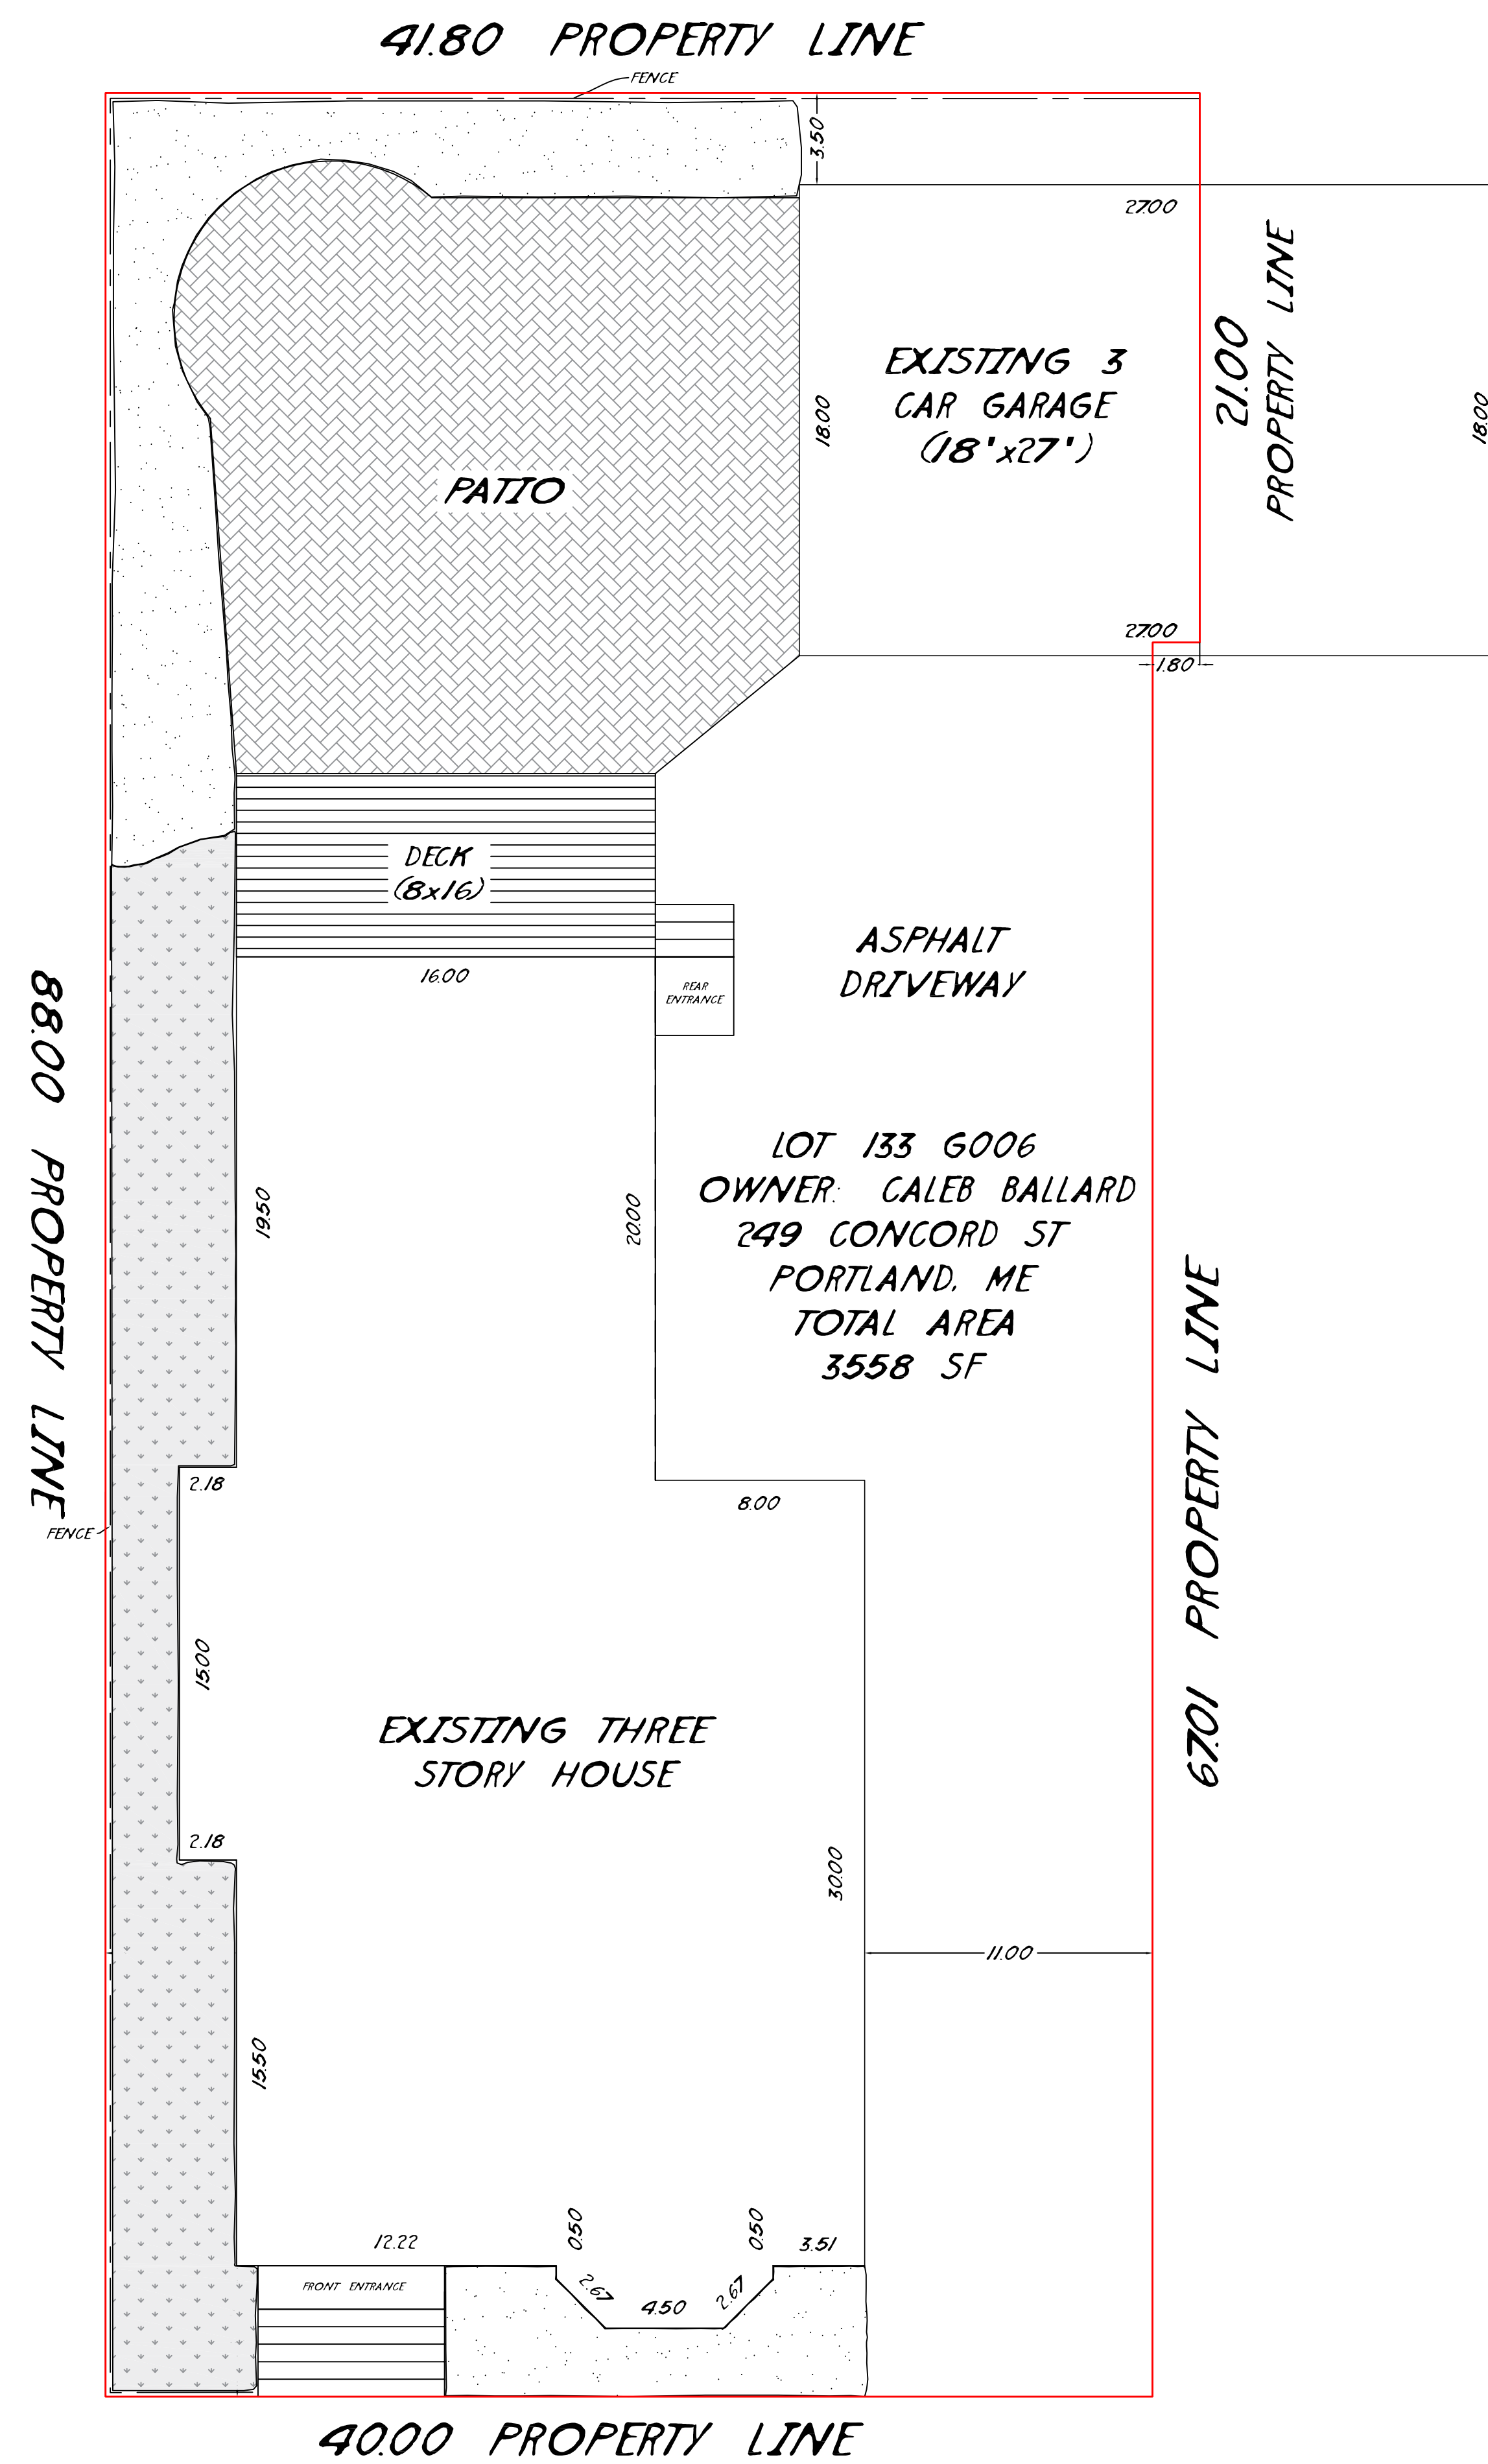 41.80 PROPERTY LINE
FENCE
3.50
27.00
EXISTING 3
CAR GARAGE
(18'x27')
18.00
21.00
PROPERTY LINE
18.00
PATIO
27.00
1.80
DECK
(8x16)
16.00
REAR
ENTRANCE
ASPHALT
DRIVEWAY
88.00 PROPERTY LINE
FENCE
19.50
20.00
LOT 133 G006
OWNER: CALEB BALLARD
249 CONCORD ST
PORTLAND, ME
TOTAL AREA
3558 SF
67.01 PROPERTY LINE
2.18
8.00
15.00
EXISTING THREE
STORY HOUSE
2.18
30.00
11.00
15.50
12.22
0.50
0.50
3.51
FRONT ENTRANCE
2.67
4.50
2.67
40.00 PROPERTY LINE